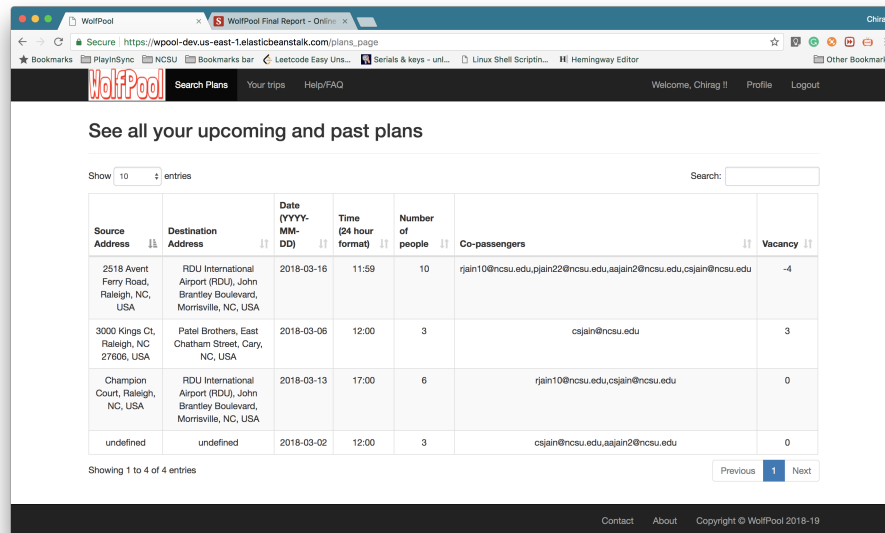 WolfPool
WolfPool Final Report - Online
Chira
Secure https://wpool-dev.us-east-1.elasticbeanstalk.com/plans_page
Bookmarks PlayInSync NCSU Bookmarks bar Leetcode Easy Uns... Serials & keys - unl... Linux Shell Scriptin... Hemingway Editor Other Bookmark
WolfPool Search Plans Your trips Help/FAQ Welcome, Chirag !! Profile Logout
See all your upcoming and past plans
Show 10 entries Search:
Source Address
Destination Address
Date (YYYY-MM-DD)
Time (24 hour format)
Number of people
Co-passengers
Vacancy
2518 Avent Ferry Road, Raleigh, NC, USA
RDU International Airport (RDU), John Brantley Boulevard, Morrisville, NC, USA
2018-03-16
11:59
10
rjain10@ncsu.edu,pjain22@ncsu.edu,aajain2@ncsu.edu,csjain@ncsu.edu
-4
3000 Kings Ct, Raleigh, NC 27606, USA
Patel Brothers, East Chatham Street, Cary, NC, USA
2018-03-06
12:00
3
csjain@ncsu.edu
3
Champion Court, Raleigh, NC, USA
RDU International Airport (RDU), John Brantley Boulevard, Morrisville, NC, USA
2018-03-13
17:00
6
rjain10@ncsu.edu,csjain@ncsu.edu
0
undefined
undefined
2018-03-02
12:00
3
csjain@ncsu.edu,aajain2@ncsu.edu
0
Showing 1 to 4 of 4 entries
Previous 1 Next
Contact About Copyright © WolfPool 2018-19